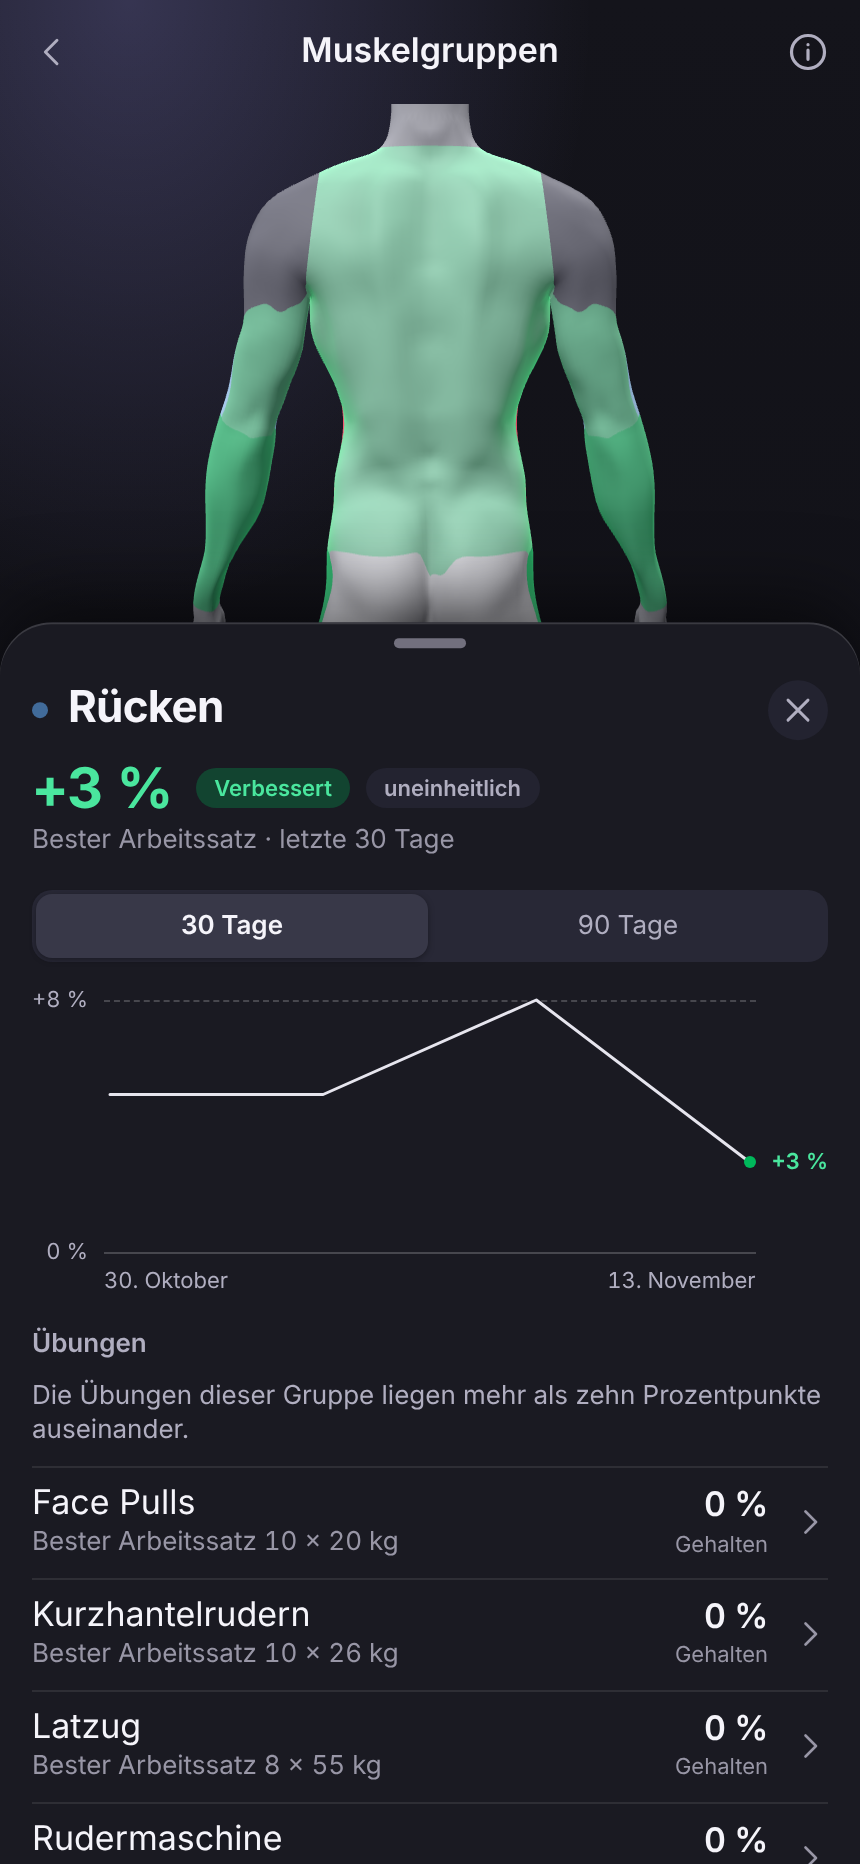 Muskelgruppen
Rücken
+3 %
Verbessert
uneinheitlich
Bester Arbeitssatz · letzte 30 Tage
30 Tage
90 Tage
+8 %
+3 %
0 %
30. Oktober
13. November
Übungen
Die Übungen dieser Gruppe liegen mehr als zehn Prozentpunkte
auseinander.
Face Pulls
0 %
Bester Arbeitssatz 10 × 20 kg
Gehalten
Kurzhantelrudern
0 %
Bester Arbeitssatz 10 × 26 kg
Gehalten
Latzug
0 %
Bester Arbeitssatz 8 × 55 kg
Gehalten
Rudermaschine
0 %